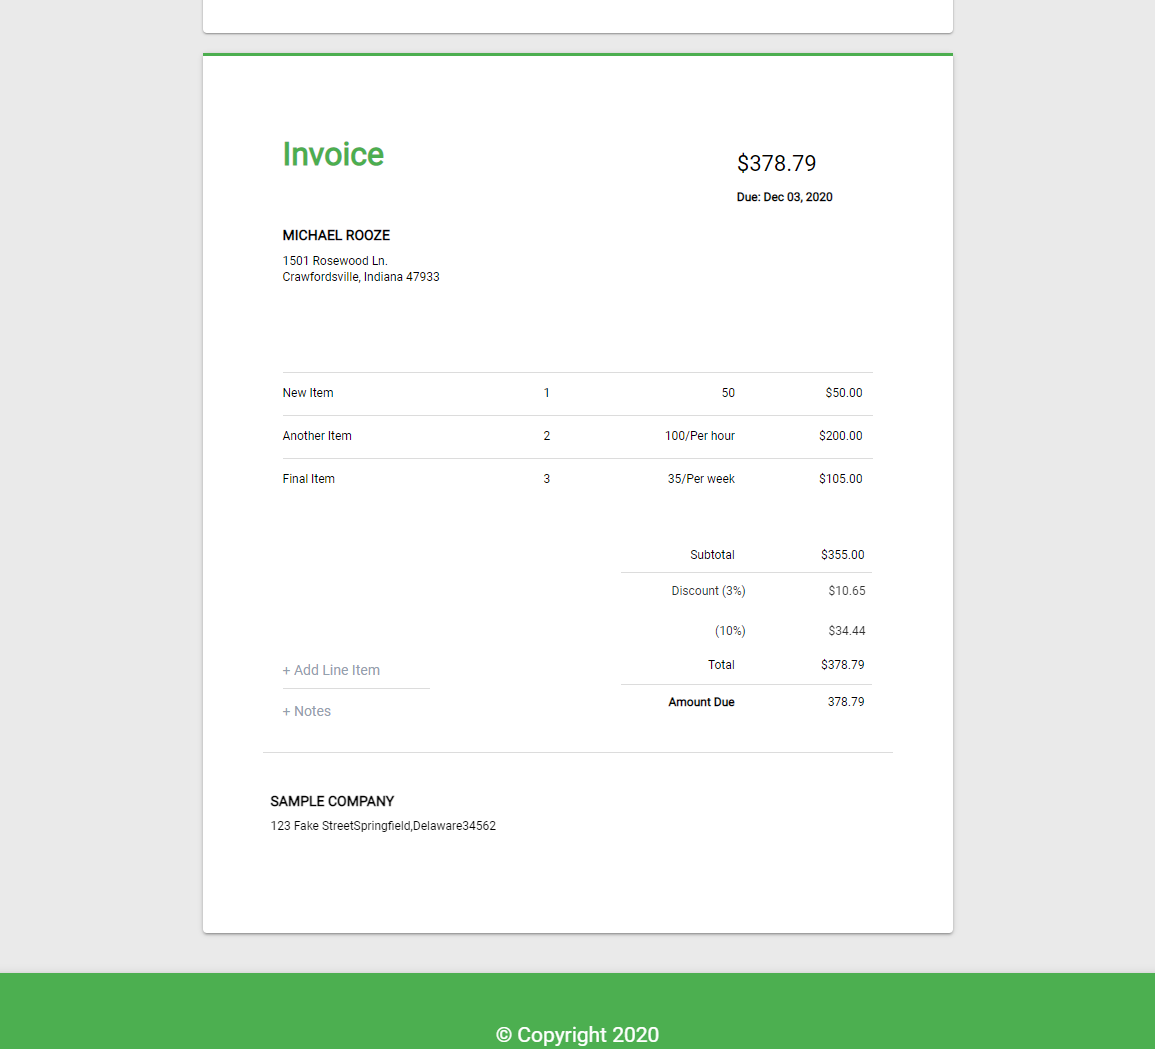 Invoice
$378.79
Due: Dec 03, 2020
MICHAEL ROOZE
1501 Rosewood Ln.
Crawfordsville, Indiana 47933
New Item 1 50 $50.00
Another Item 2 100/Per hour $200.00
Final Item 3 35/Per week $105.00
Subtotal $355.00
Discount (3%) $10.65
(10%) $34.44
Total $378.79
+ Add Line Item
Amount Due 378.79
+ Notes
SAMPLE COMPANY
123 Fake StreetSpringfield,Delaware34562
© Copyright 2020